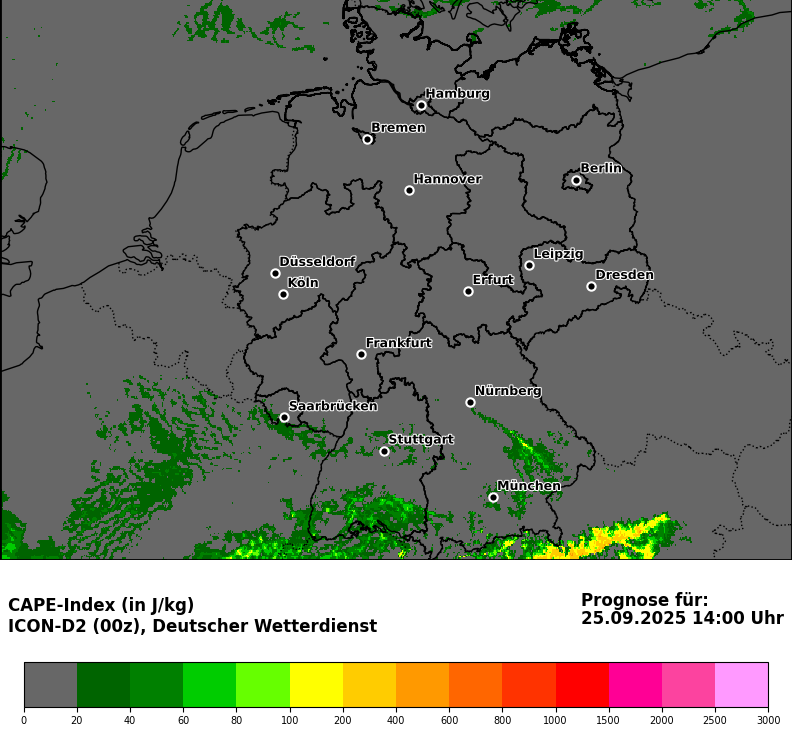 Hamburg
Bremen
Berlin
Hannover
Leipzig
Düsseldorf
Dresden
Köln
Erfurt
Frankfurt
Nürnberg
Saarbrücken
Stuttgart
München
CAPE-Index (in J/kg)
ICON-D2 (00z), Deutscher Wetterdienst
Prognose für:
25.09.2025 14:00 Uhr
0 20 40 60 80 100 200 400 600 800 1000 1500 2000 2500 3000